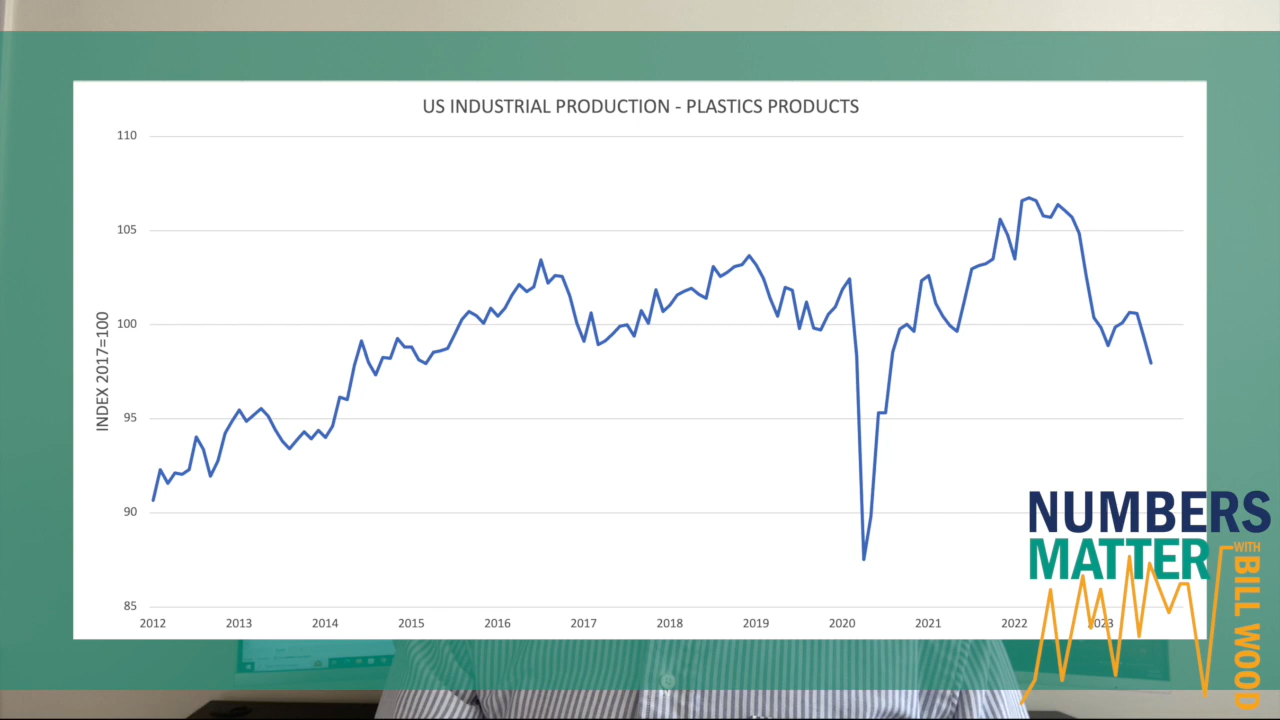 US INDUSTRIAL PRODUCTION - PLASTICS PRODUCTS
INDEX 2017=100
110
105
100
95
90
85
2012 2013 2014 2015 2016 2017 2018 2019 2020 2021 2022 2023
NUMBERS
MATTER
WITH
BILL WOOD